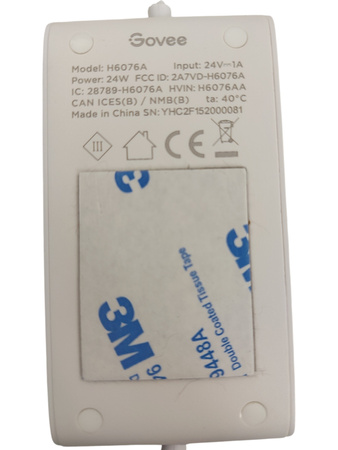 Govee
Model: H6076A Input: 24V⎓1A
Power: 24W FCC ID: 2A7VD-H6076A
IC: 28789-H6076A HVIN: H6076AA
CAN ICES(B) / NMB(B) ta: 40°C
Made in China SN: YHC2F152000081
III CE
3M
3M
3M
Double Coated Tissue Tape
9448A